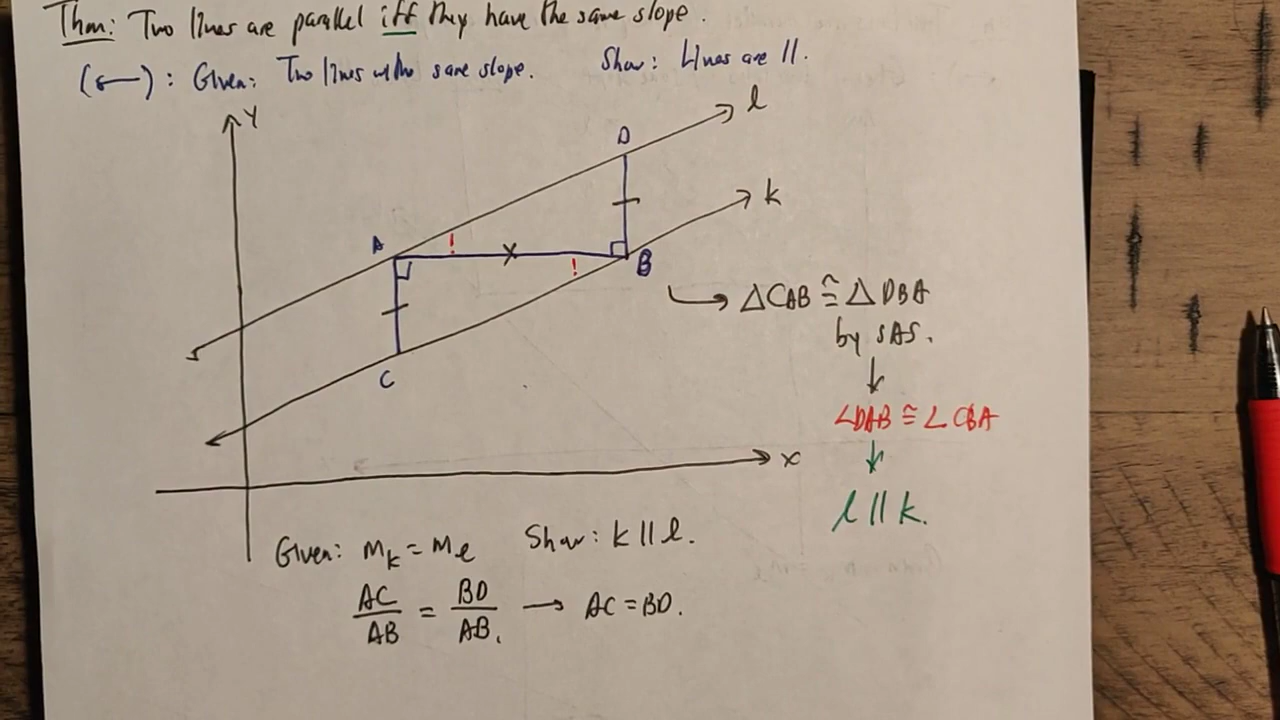 Thm: Two lines are parallel iff they have the same slope.
(←): Given: Two lines w/the same slope. Show: Lines are //.
Y
l
D
k
A
!
x
!
B
C
x
→ △CAB ≅ △DBA
by SAS.
↓
∠DAB ≅ ∠CBA
↓
l // k.
Given: m_k = m_l Show: k // l.
AC/AB = BD/AB. → AC = BD.